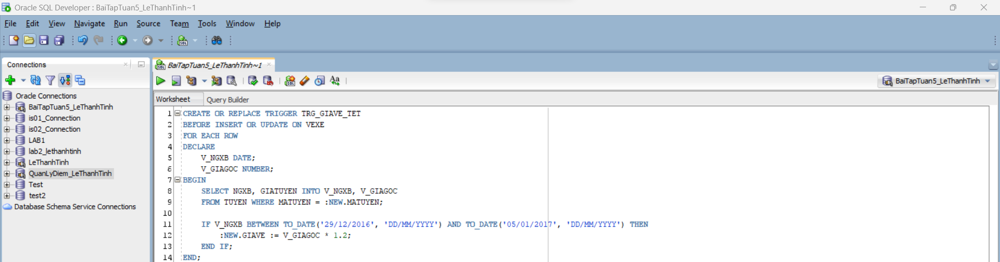 Oracle SQL Developer : BaiTapTuan5_LeThanhTinh~1
File Edit View Navigate Run Source Team Tools Window Help
Connections
BaiTapTuan5_LeThanhTinh~1
BaiTapTuan5_LeThanhTinh
Worksheet Query Builder
Oracle Connections
BaiTapTuan5_LeThanhTinh
is01_Connection
is02_Connection
LAB1
lab2_lethanhtinh
LeThanhTinh
QuanLyDiem_LeThanhTinh
Test
test2
Database Schema Service Connections
1 CREATE OR REPLACE TRIGGER TRG_GIAVE_TET
2 BEFORE INSERT OR UPDATE ON VEXE
3 FOR EACH ROW
4 DECLARE
5 V_NGXB DATE;
6 V_GIAGOC NUMBER;
7 BEGIN
8 SELECT NGXB, GIATUYEN INTO V_NGXB, V_GIAGOC
9 FROM TUYEN WHERE MATUYEN = :NEW.MATUYEN;
10
11 IF V_NGXB BETWEEN TO_DATE('29/12/2016', 'DD/MM/YYYY') AND TO_DATE('05/01/2017', 'DD/MM/YYYY') THEN
12 :NEW.GIAVE := V_GIAGOC * 1.2;
13 END IF;
14 END;